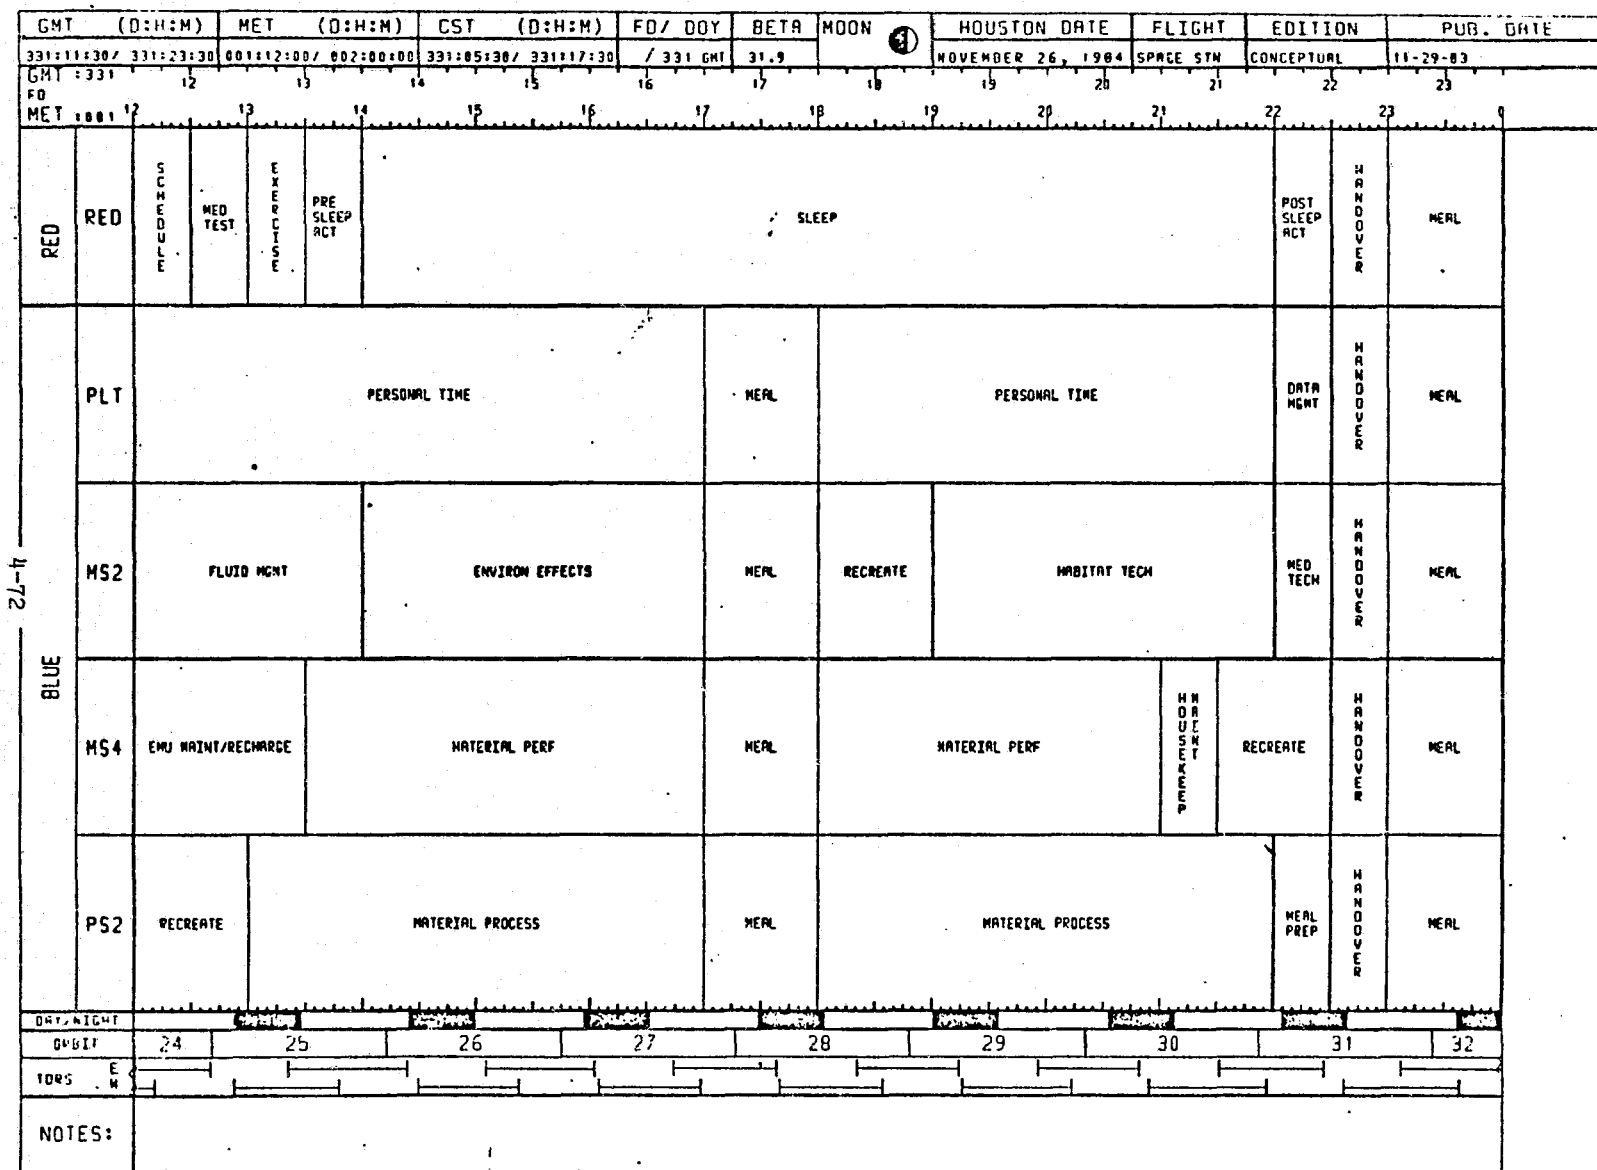 GMT (D:H:M) MET (D:H:M) CST (D:H:M) FD/ DOY BETA MOON HOUSTON DATE FLIGHT EDITION PUB. DATE
331:11:30/ 331:23:30 001:12:00/ 002:00:00 331:05:30/ 331:17:30 / 331 GMT 31.9 NOVEMBER 26, 1984 SPACE STN CONCEPTUAL 11-29-83
GMT :331 12 13 14 15 16 17 18 19 20 21 22 23
FD
MET :001 12 13 14 15 16 17 18 19 20 21 22 23 0
RED
RED
SCHEDULE
MED
TEST
EXERCISE
PRE
SLEEP
ACT
SLEEP
POST
SLEEP
ACT
HANDOVER
MEAL
BLUE
PLT
PERSONAL TIME
MEAL
PERSONAL TIME
DATA
MGMT
HANDOVER
MEAL
MS2
FLUID MGMT
ENVIRON EFFECTS
MEAL
RECREATE
HABITAT TECH
MED
TECH
HANDOVER
MEAL
MS4
EMU MAINT/RECHARGE
MATERIAL PERF
MEAL
MATERIAL PERF
HOUSEKEEP
MAINT
RECREATE
HANDOVER
MEAL
PS2
RECREATE
MATERIAL PROCESS
MEAL
MATERIAL PROCESS
MEAL
PREP
HANDOVER
MEAL
DAY/NIGHT
ORBIT 24 25 26 27 28 29 30 31 32
TDRS E
W
NOTES:
4-72